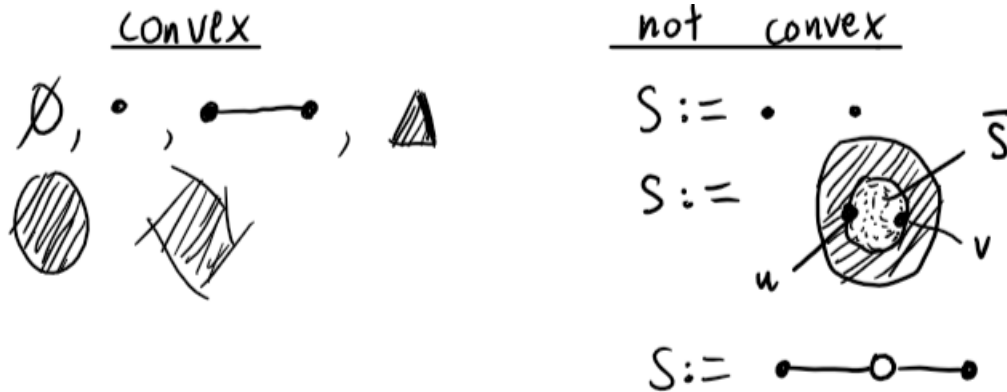 convex
∅, , ,
not convex
S :=
S̅
S :=
u
v
S :=